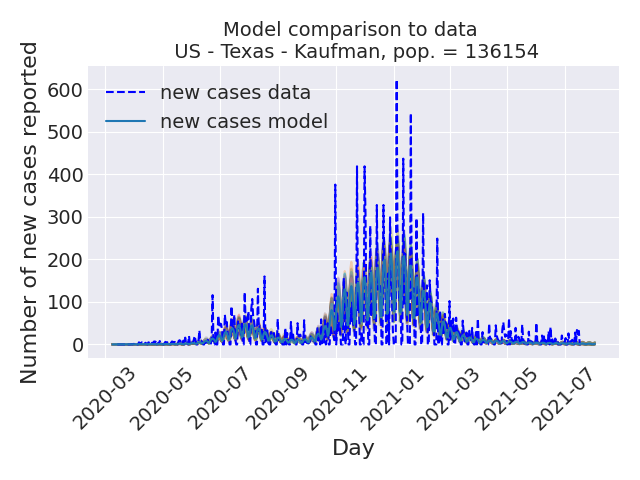 Model comparison to data
US - Texas - Kaufman, pop. = 136154
Number of new cases reported
600
500
400
300
200
100
0
new cases data
new cases model
2020-03
2020-05
2020-07
2020-09
2020-11
2021-01
2021-03
2021-05
2021-07
Day